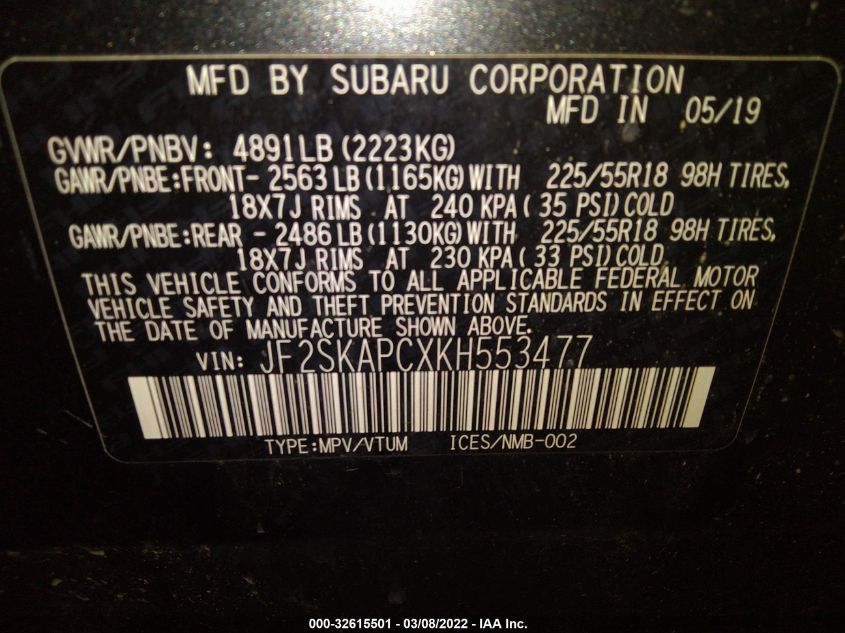 MFD BY SUBARU CORPORATION
MFD IN 05/19
GVWR/PNBV: 4891LB (2223KG)
GAWR/PNBE:FRONT- 2563 LB (1165KG) WITH 225/55R18 98H TIRES,
18X7J RIMS AT 240 KPA ( 35 PSI) COLD
GAWR/PNBE:REAR - 2486 LB (1130KG) WITH 225/55R18 98H TIRES,
18X7J RIMS AT 230 KPA ( 33 PSI) COLD
THIS VEHICLE CONFORMS TO ALL APPLICABLE FEDERAL MOTOR
VEHICLE SAFETY AND THEFT PREVENTION STANDARDS IN EFFECT ON
THE DATE OF MANUFACTURE SHOWN ABOVE.
VIN: JF2SKAPCXKH553477
TYPE:MPV/VTUM ICES/NMB-002
000-32615501 - 03/08/2022 - IAA Inc.